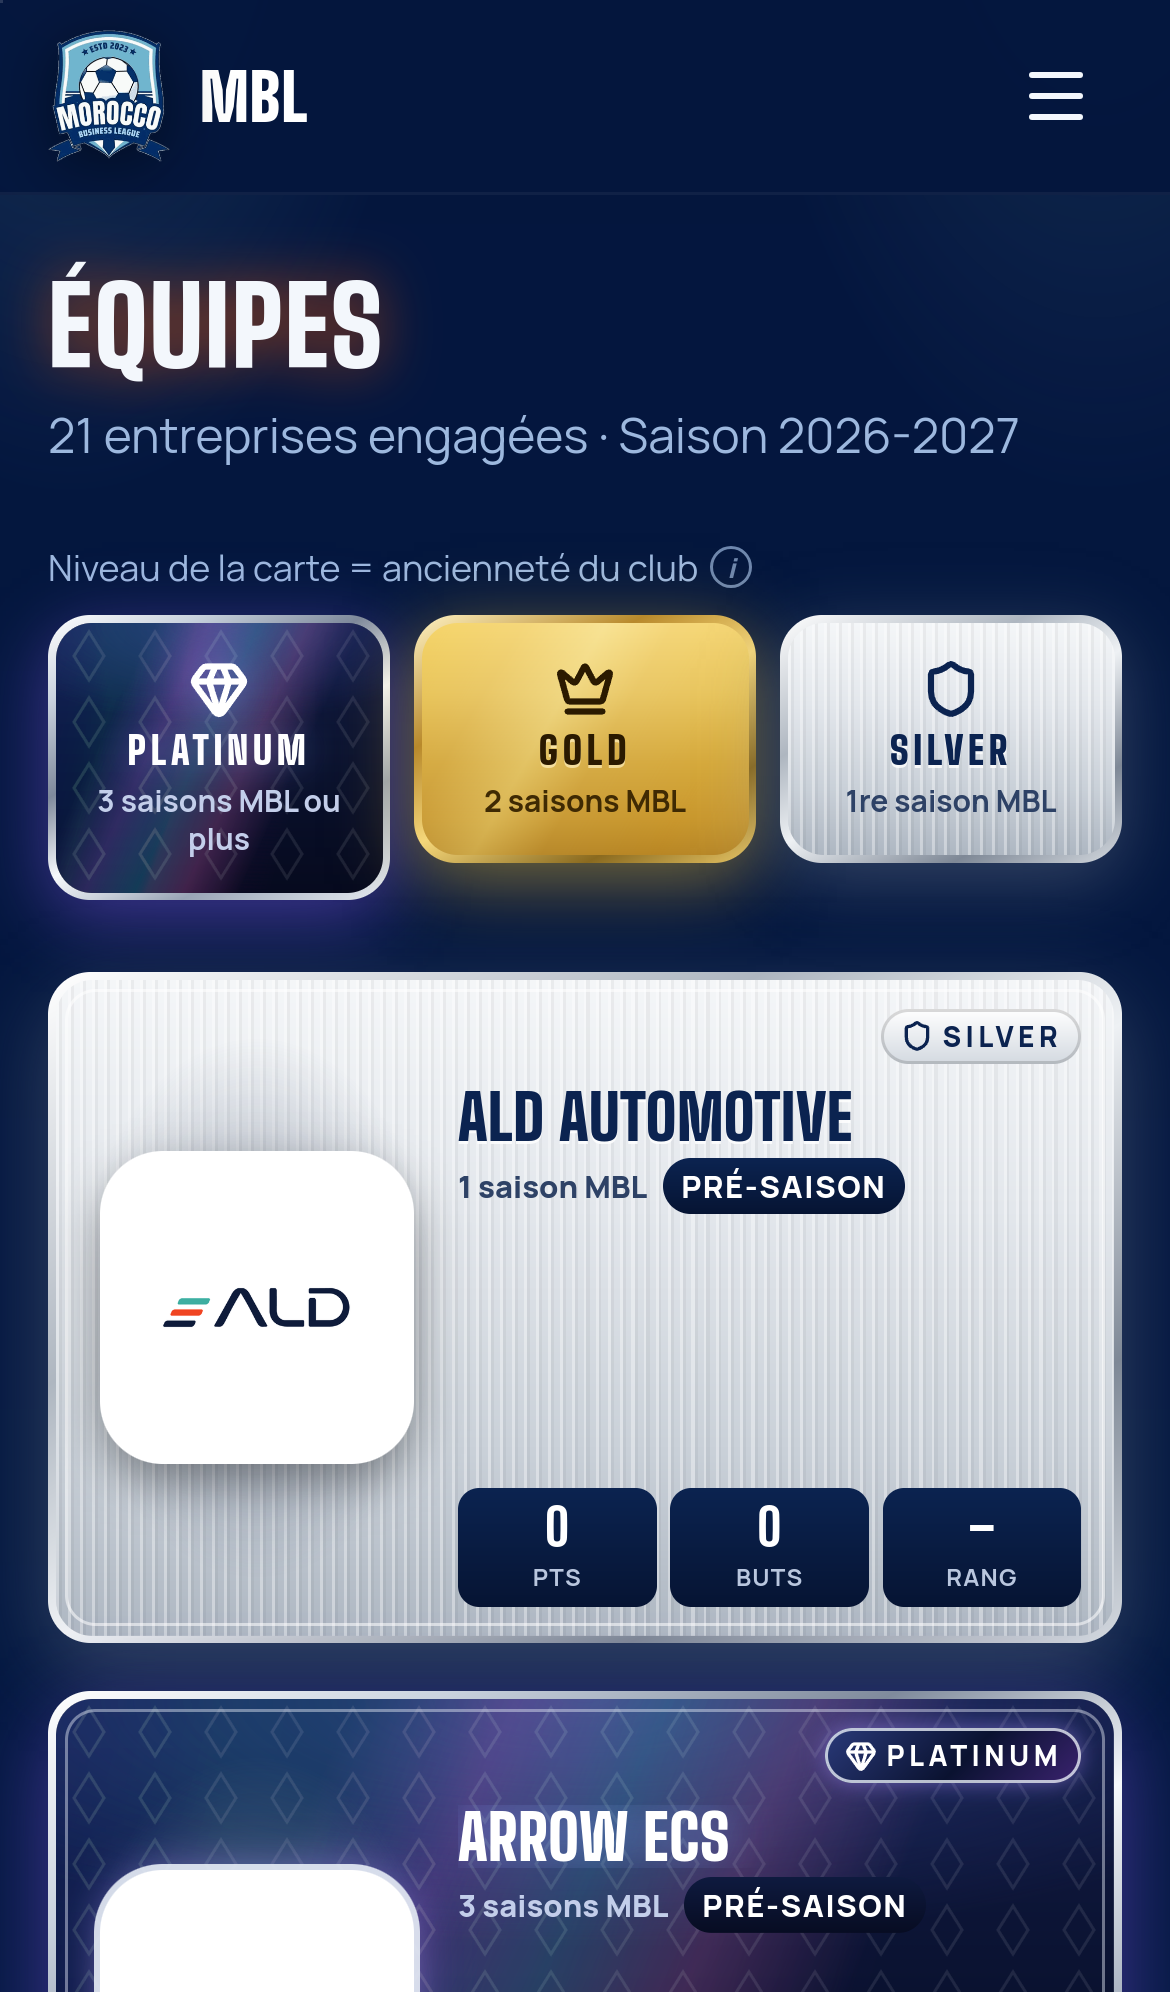 ★ ESTD 2023 ★
MOROCCO
BUSINESS LEAGUE
MBL
ÉQUIPES
21 entreprises engagées · Saison 2026-2027
Niveau de la carte = ancienneté du club i
PLATINUM
3 saisons MBL ou
plus
GOLD
2 saisons MBL
SILVER
1re saison MBL
SILVER
ALD AUTOMOTIVE
1 saison MBL PRÉ-SAISON
ALD
0
PTS
0
BUTS
–
RANG
PLATINUM
ARROW ECS
3 saisons MBL PRÉ-SAISON